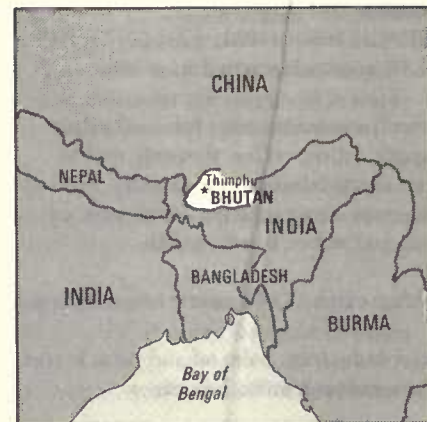 CHINA
NEPAL
Thimphu
BHUTAN
INDIA
BANGLADESH
INDIA
BURMA
Bay of
Bengal